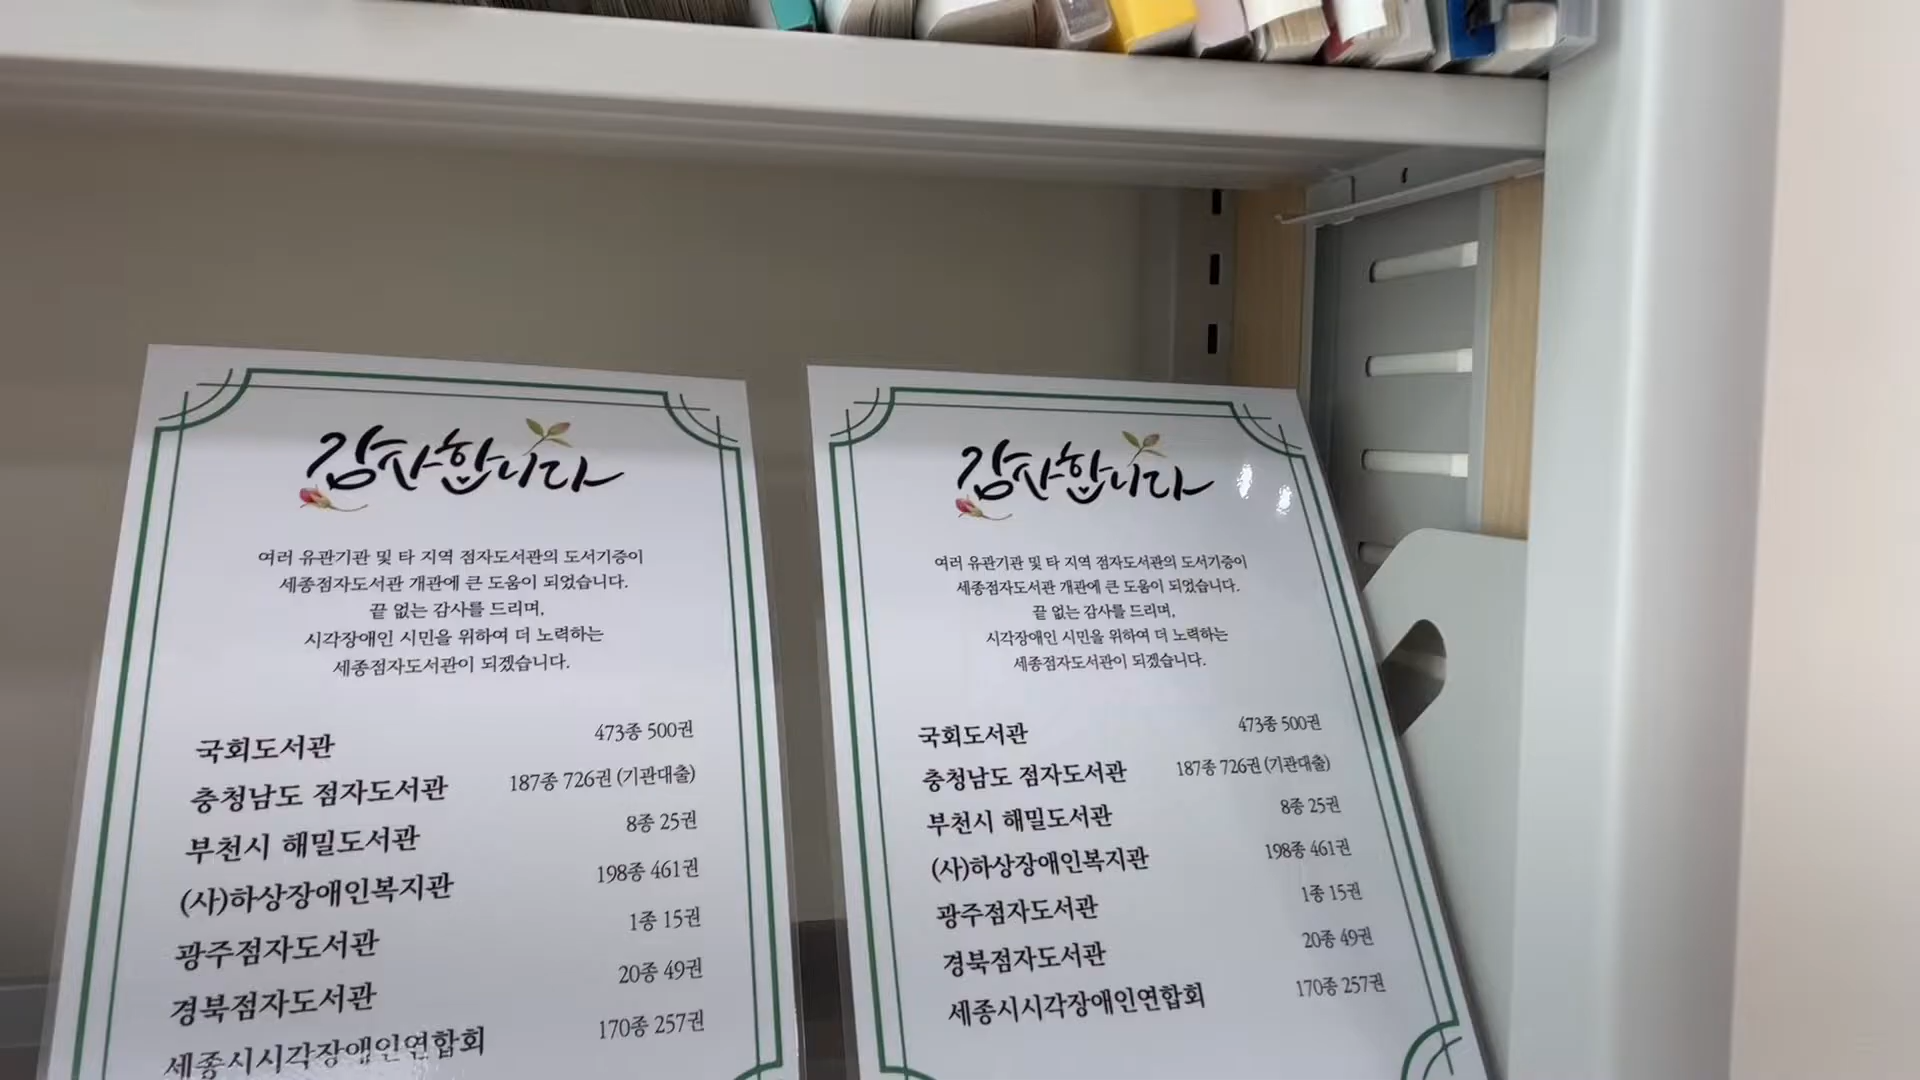 감사합니다
여러 유관기관 및 타 지역 점자도서관의 도서기증이
세종점자도서관 개관에 큰 도움이 되었습니다.
끝 없는 감사를 드리며,
시각장애인 시민을 위하여 더 노력하는
세종점자도서관이 되겠습니다.
국회도서관 473종 500권
충청남도 점자도서관 187종 726권 (기관대출)
부천시 해밀도서관 8종 25권
(사)하상장애인복지관 198종 461권
광주점자도서관 1종 15권
경북점자도서관 20종 49권
세종시시각장애인연합회 170종 257권
감사합니다
여러 유관기관 및 타 지역 점자도서관의 도서기증이
세종점자도서관 개관에 큰 도움이 되었습니다.
끝 없는 감사를 드리며,
시각장애인 시민을 위하여 더 노력하는
세종점자도서관이 되겠습니다.
국회도서관 473종 500권
충청남도 점자도서관 187종 726권 (기관대출)
부천시 해밀도서관 8종 25권
(사)하상장애인복지관 198종 461권
광주점자도서관 1종 15권
경북점자도서관 20종 49권
세종시시각장애인연합회 170종 257권